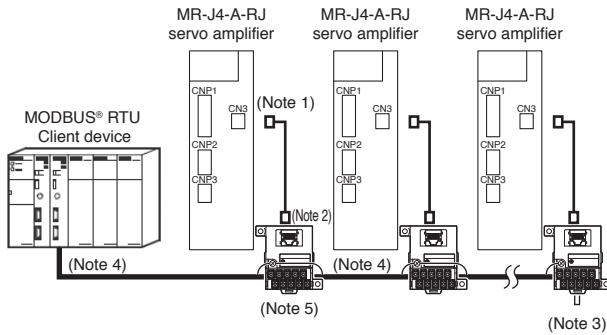 MR-J4-A-RJ
servo amplifier
MR-J4-A-RJ
servo amplifier
MR-J4-A-RJ
servo amplifier
MODBUS® RTU
Client device
CNP1
CN3
CNP2
CNP3
(Note 1)
CNP1
CN3
CNP2
CNP3
CNP1
CN3
CNP2
CNP3
(Note 2)
(Note 4)
(Note 4)
(Note 5)
(Note 3)